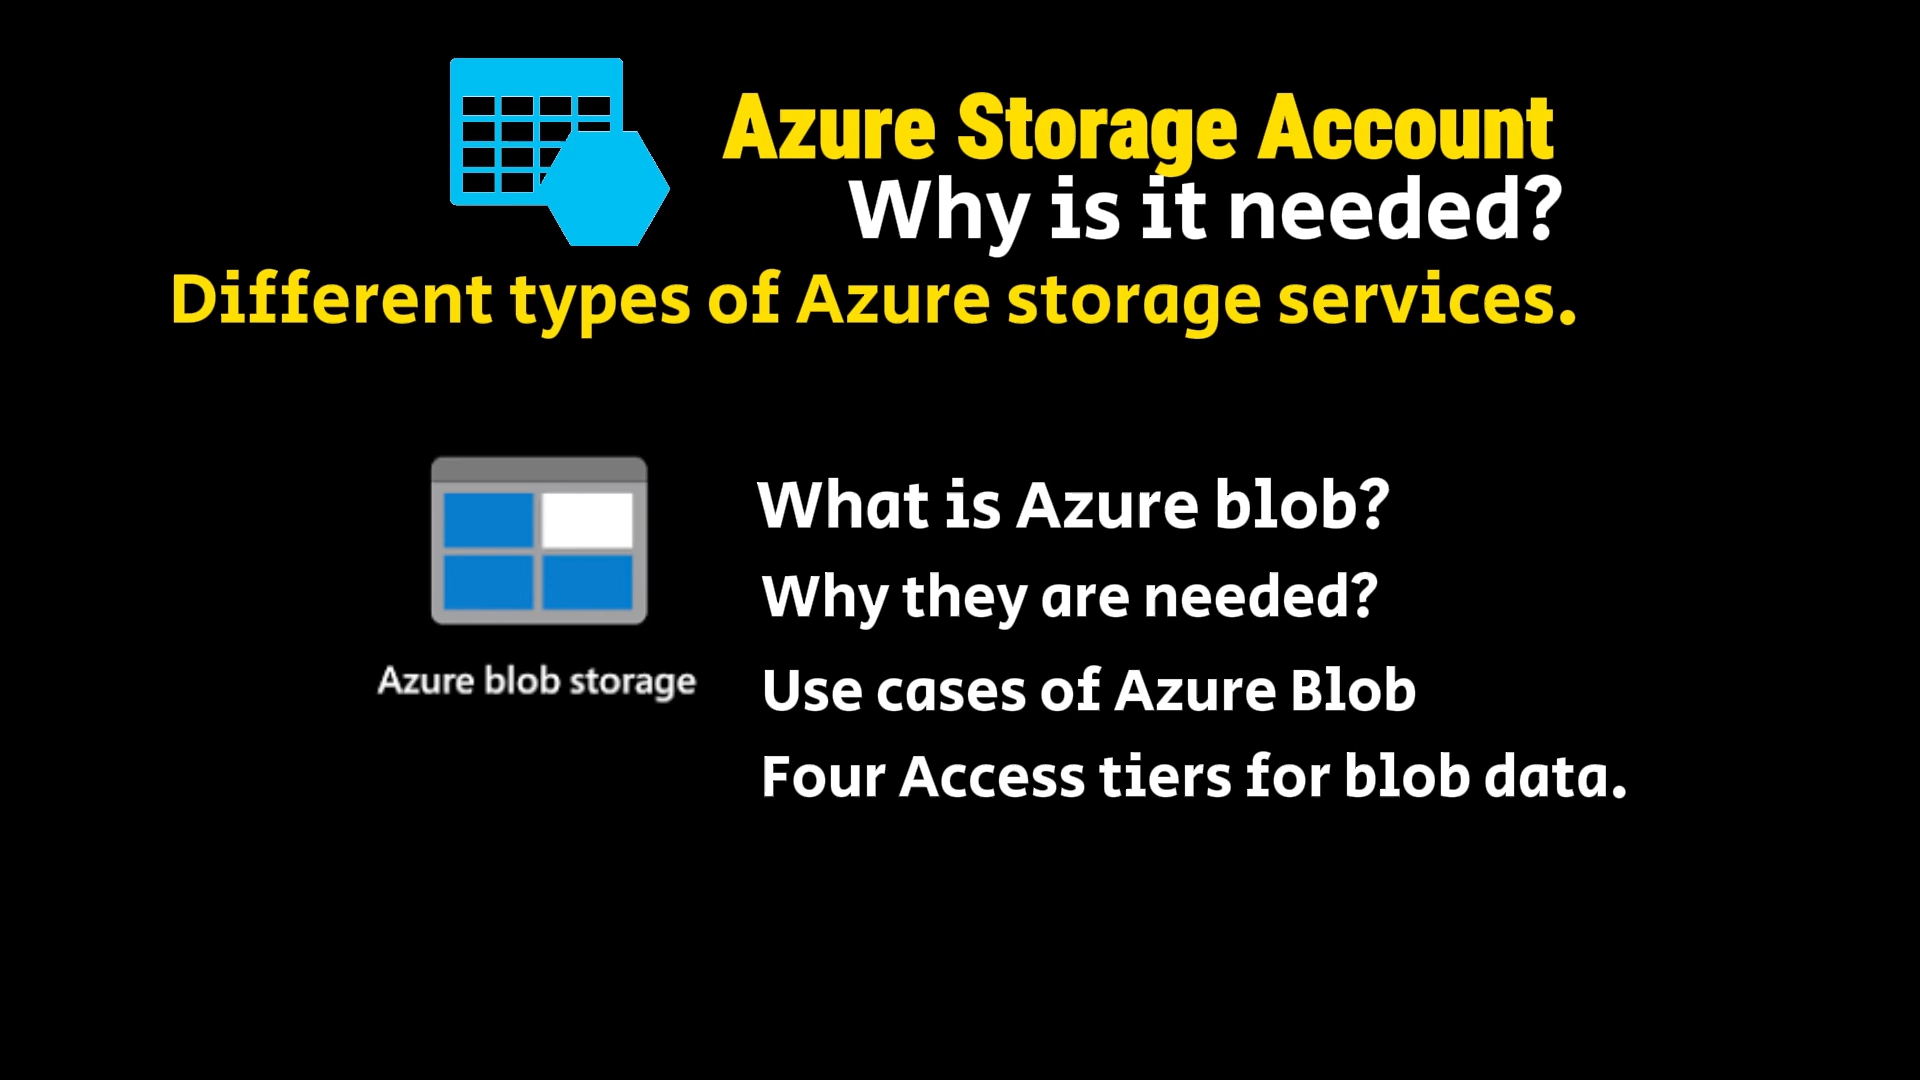 Azure Storage Account
Why is it needed?
Different types of Azure storage services.
What is Azure blob?
Why they are needed?
Azure blob storage
Use cases of Azure Blob
Four Access tiers for blob data.